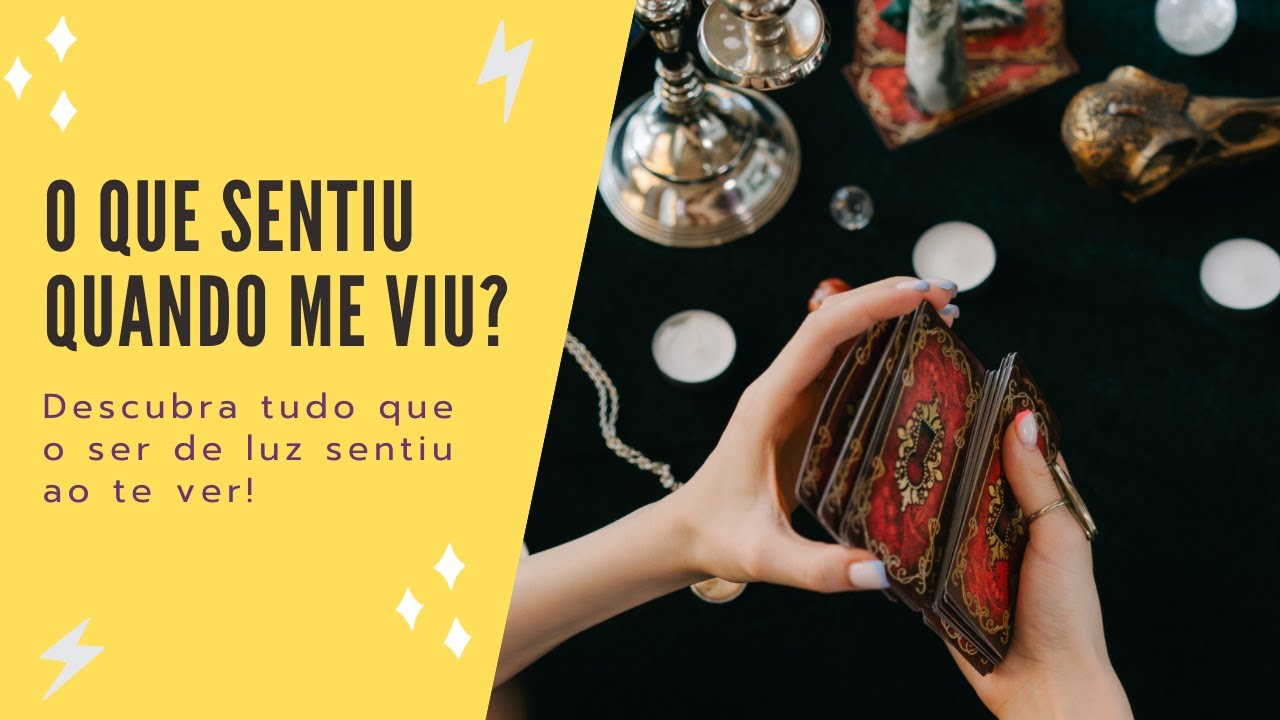 O QUE SENTIU
QUANDO ME VIU?
Descubra tudo que
o ser de luz sentiu
ao te ver!